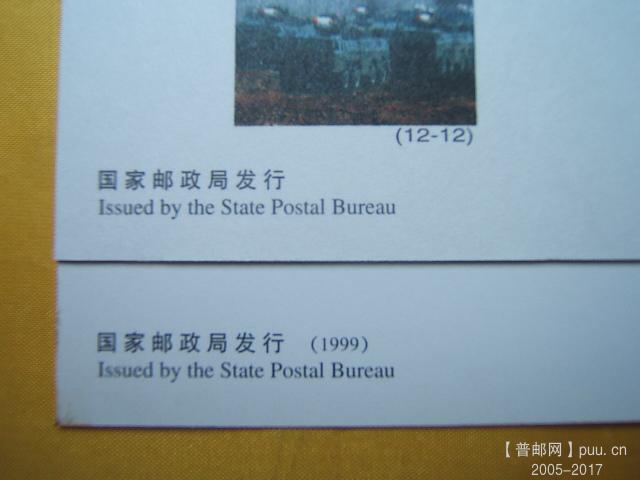 (12-12)
国家邮政局发行
Issued by the State Postal Bureau
国家邮政局发行 (1999)
Issued by the State Postal Bureau
【普邮网】puu.cn
2005-2017